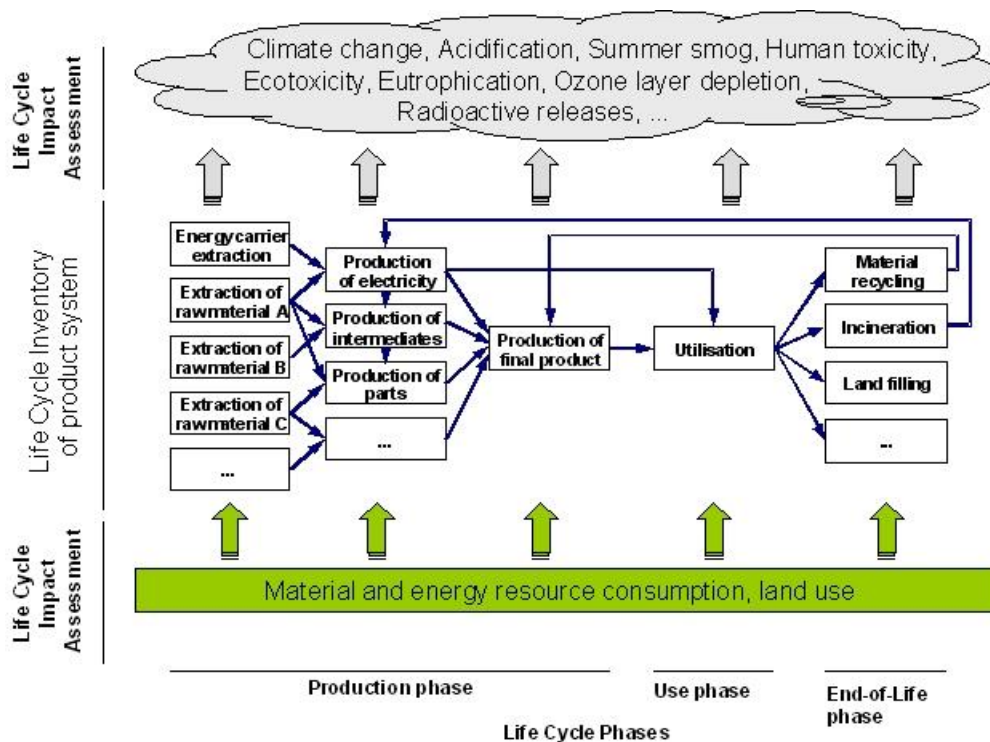 Climate change, Acidification, Summer smog, Human toxicity,
Ecotoxicity, Eutrophication, Ozone layer depletion,
Radioactive releases, ...
Life Cycle
Impact
Assessment
Life Cycle Inventory
of product system
Energycarrier
extraction
Extraction of
rawmterial A
Extraction of
rawmterial B
Extraction of
rawmterial C
...
Production
of electricity
Production of
intermediates
Production of
parts
...
Production of
final product
Utilisation
Material
recycling
Incineration
Land filling
...
Life Cycle
Impact
Assessment
Material and energy resource consumption, land use
Production phase
Use phase
End-of-Life
phase
Life Cycle Phases